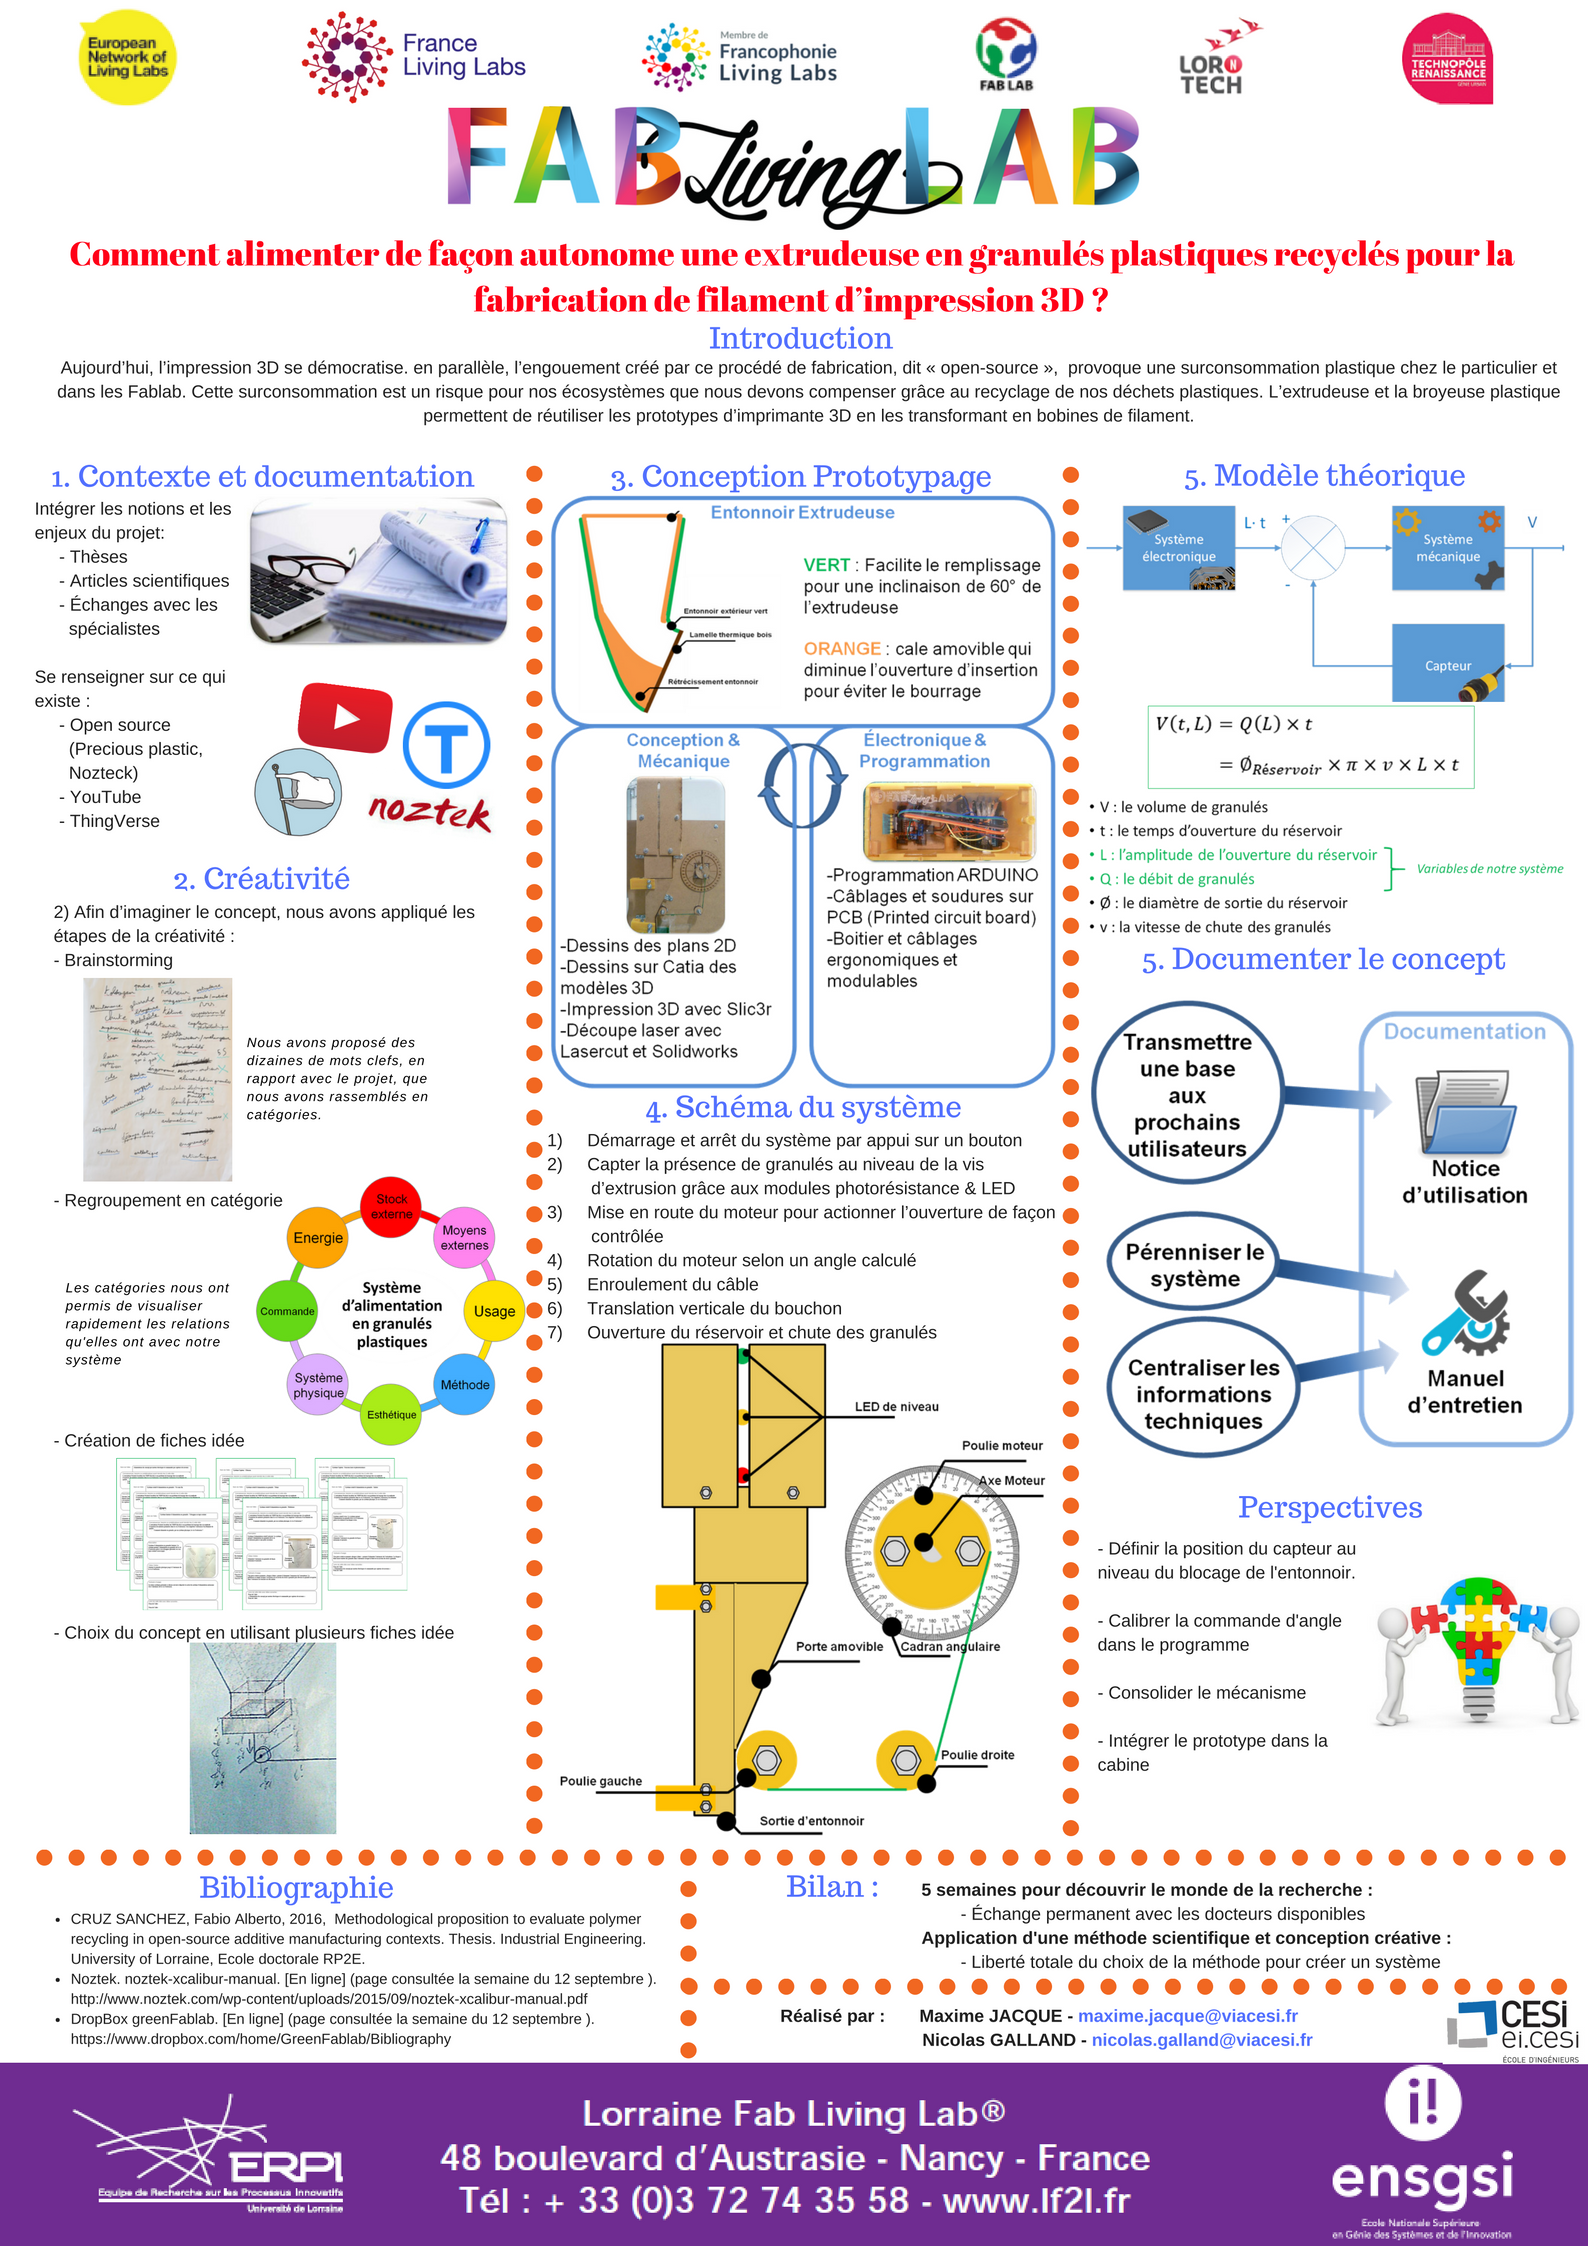 European
Network of
Living Labs
France
Living Labs
Membre de
Francophonie
Living Labs
FAB LAB
LOR N
TECH
TECHNOPÔLE
RENAISSANCE
GÉNIE URBAIN
FAB Living LAB
Comment alimenter de façon autonome une extrudeuse en granulés plastiques recyclés pour la
fabrication de filament d’impression 3D ?
Introduction
Aujourd’hui, l’impression 3D se démocratise. en parallèle, l’engouement créé par ce procédé de fabrication, dit « open-source », provoque une surconsommation plastique chez le particulier et
dans les Fablab. Cette surconsommation est un risque pour nos écosystèmes que nous devons compenser grâce au recyclage de nos déchets plastiques. L’extrudeuse et la broyeuse plastique
permettent de réutiliser les prototypes d’imprimante 3D en les transformant en bobines de filament.
1. Contexte et documentation
Intégrer les notions et les
enjeux du projet:
- Thèses
- Articles scientifiques
- Échanges avec les
spécialistes
Se renseigner sur ce qui
existe :
- Open source
(Precious plastic,
Nozteck)
- YouTube
- ThingVerse
noztek
2. Créativité
2) Afin d’imaginer le concept, nous avons appliqué les
étapes de la créativité :
- Brainstorming
Nous avons proposé des
dizaines de mots clefs, en
rapport avec le projet, que
nous avons rassemblés en
catégories.
- Regroupement en catégorie
Les catégories nous ont
permis de visualiser
rapidement les relations
qu'elles ont avec notre
système
Stock
externe
Moyens
externes
Usage
Méthode
Esthétique
Système
physique
Commande
Energie
Système
d’alimentation
en granulés
plastiques
- Création de fiches idée
- Choix du concept en utilisant plusieurs fiches idée
3. Conception Prototypage
Entonnoir Extrudeuse
Entonnoir extérieur vert
Lamelle thermique bois
Rétrécissement entonnoir
VERT : Facilite le remplissage
pour une inclinaison de 60° de
l’extrudeuse
ORANGE : cale amovible qui
diminue l’ouverture d’insertion
pour éviter le bourrage
Conception &
Mécanique
-Dessins des plans 2D
-Dessins sur Catia des
modèles 3D
-Impression 3D avec Slic3r
-Découpe laser avec
Lasercut et Solidworks
Électronique &
Programmation
-Programmation ARDUINO
-Câblages et soudures sur
PCB (Printed circuit board)
-Boitier et câblages
ergonomiques et
modulables
4. Schéma du système
1) Démarrage et arrêt du système par appui sur un bouton
2) Capter la présence de granulés au niveau de la vis
d’extrusion grâce aux modules photorésistance & LED
3) Mise en route du moteur pour actionner l’ouverture de façon
contrôlée
4) Rotation du moteur selon un angle calculé
5) Enroulement du câble
6) Translation verticale du bouchon
7) Ouverture du réservoir et chute des granulés
LED de niveau
Poulie moteur
Axe Moteur
Porte amovible
Cadran angulaire
Poulie droite
Poulie gauche
Sortie d’entonnoir
5. Modèle théorique
Système
électronique
L· t
+
-
Système
mécanique
V
Capteur
V(t, L) = Q(L) × t
= ØRéservoir × π × v × L × t
• V : le volume de granulés
• t : le temps d’ouverture du réservoir
• L : l’amplitude de l’ouverture du réservoir
• Q : le débit de granulés
Variables de notre système
• Ø : le diamètre de sortie du réservoir
• v : la vitesse de chute des granulés
5. Documenter le concept
Transmettre
une base
aux
prochains
utilisateurs
Pérenniser le
système
Centraliser les
informations
techniques
Documentation
Notice
d’utilisation
Manuel
d’entretien
Perspectives
- Définir la position du capteur au
niveau du blocage de l'entonnoir.
- Calibrer la commande d'angle
dans le programme
- Consolider le mécanisme
- Intégrer le prototype dans la
cabine
Bibliographie
• CRUZ SANCHEZ, Fabio Alberto, 2016, Methodological proposition to evaluate polymer
recycling in open-source additive manufacturing contexts. Thesis. Industrial Engineering.
University of Lorraine, Ecole doctorale RP2E.
• Noztek. noztek-xcalibur-manual. [En ligne] (page consultée la semaine du 12 septembre ).
http://www.noztek.com/wp-content/uploads/2015/09/noztek-xcalibur-manual.pdf
• DropBox greenFablab. [En ligne] (page consultée la semaine du 12 septembre ).
https://www.dropbox.com/home/GreenFablab/Bibliography
Bilan :
5 semaines pour découvrir le monde de la recherche :
- Échange permanent avec les docteurs disponibles
Application d'une méthode scientifique et conception créative :
- Liberté totale du choix de la méthode pour créer un système
Réalisé par : Maxime JACQUE - maxime.jacque@viacesi.fr
Nicolas GALLAND - nicolas.galland@viacesi.fr
CESi
ei.cesi
ÉCOLE D'INGÉNIEURS
ERPI
Equipe de Recherche sur les Processus Innovatifs
Université de Lorraine
Lorraine Fab Living Lab®
48 boulevard d’Austrasie - Nancy - France
Tél : + 33 (0)3 72 74 35 58 - www.lf2l.fr
i!
ensgsi
Ecole Nationale Supérieure
en Génie des Systèmes et de l'Innovation